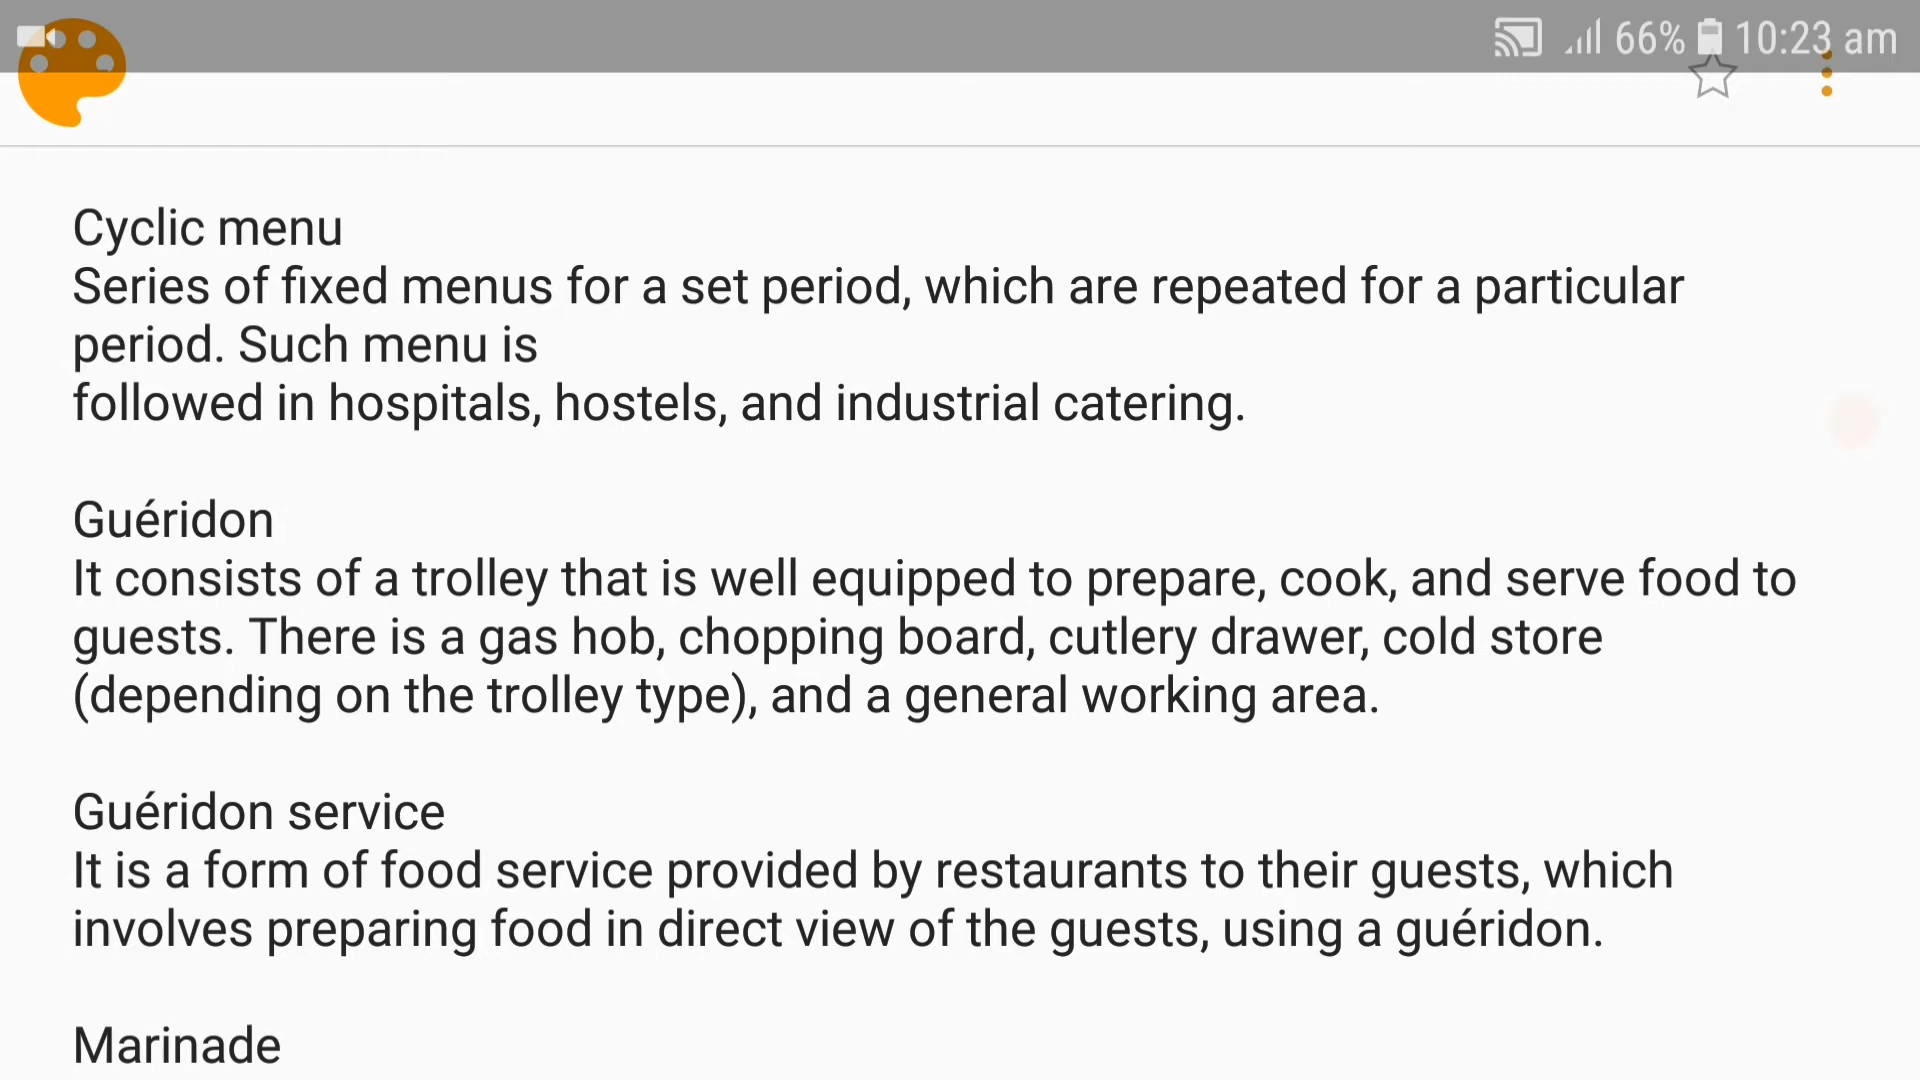 66% 10:23 am
Cyclic menu
Series of fixed menus for a set period, which are repeated for a particular
period. Such menu is
followed in hospitals, hostels, and industrial catering.
Guéridon
It consists of a trolley that is well equipped to prepare, cook, and serve food to
guests. There is a gas hob, chopping board, cutlery drawer, cold store
(depending on the trolley type), and a general working area.
Guéridon service
It is a form of food service provided by restaurants to their guests, which
involves preparing food in direct view of the guests, using a guéridon.
Marinade